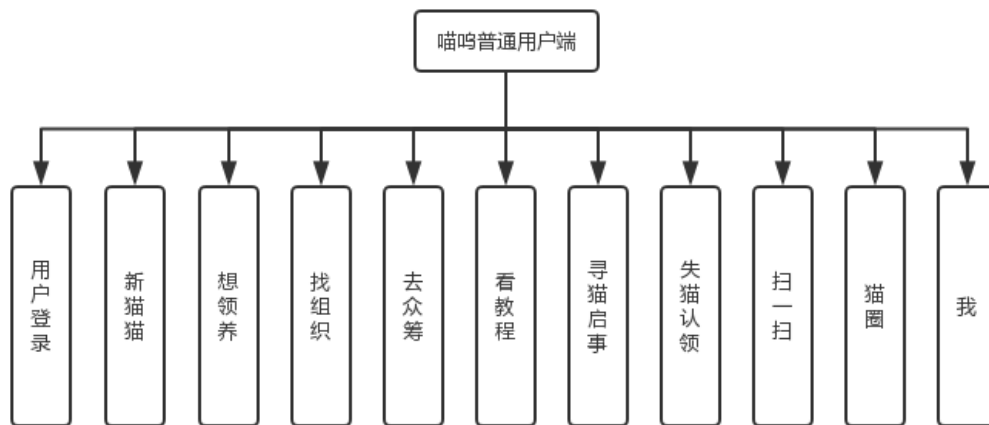 喵呜普通用户端
用户登录
新猫猫
想领养
找组织
去众筹
看教程
寻猫启事
失猫认领
扫一扫
猫圈
我